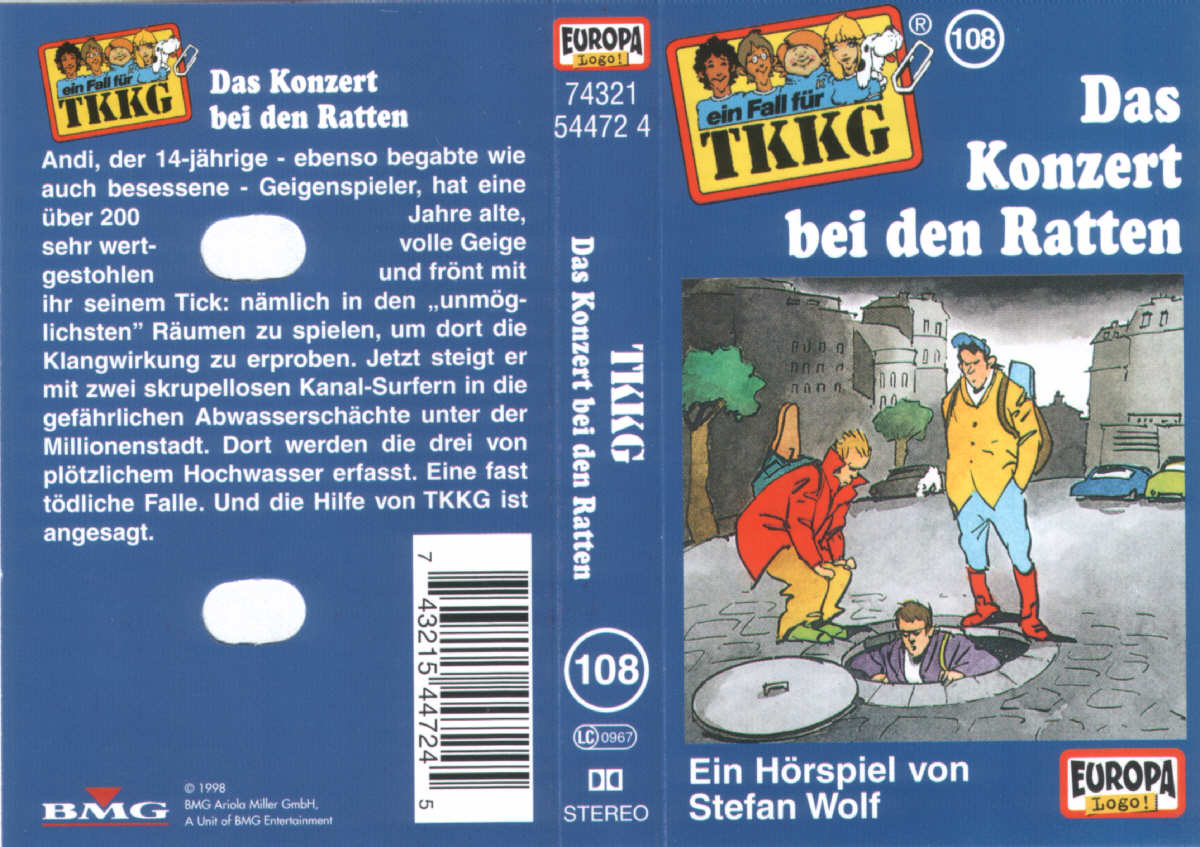 ein Fall für
TKKG
Das Konzert
bei den Ratten
Andi, der 14-jährige - ebenso begabte wie
auch besessene - Geigenspieler, hat eine
über 200 Jahre alte,
sehr wert- volle Geige
gestohlen und frönt mit
ihr seinem Tick: nämlich in den „unmög-
lichsten” Räumen zu spielen, um dort die
Klangwirkung zu erproben. Jetzt steigt er
mit zwei skrupellosen Kanal-Surfern in die
gefährlichen Abwasserschächte unter der
Millionenstadt. Dort werden die drei von
plötzlichem Hochwasser erfasst. Eine fast
tödliche Falle. Und die Hilfe von TKKG ist
angesagt.
7 43215 44724 5
BMG
© 1998
BMG Ariola Miller GmbH,
A Unit of BMG Entertainment
EUROPA
Logo!
74321
54472 4
TKKG
Das Konzert bei den Ratten
108
LC 0967
STEREO
ein Fall für
TKKG
®
108
Das
Konzert
bei den Ratten
Ein Hörspiel von
Stefan Wolf
EUROPA
Logo!